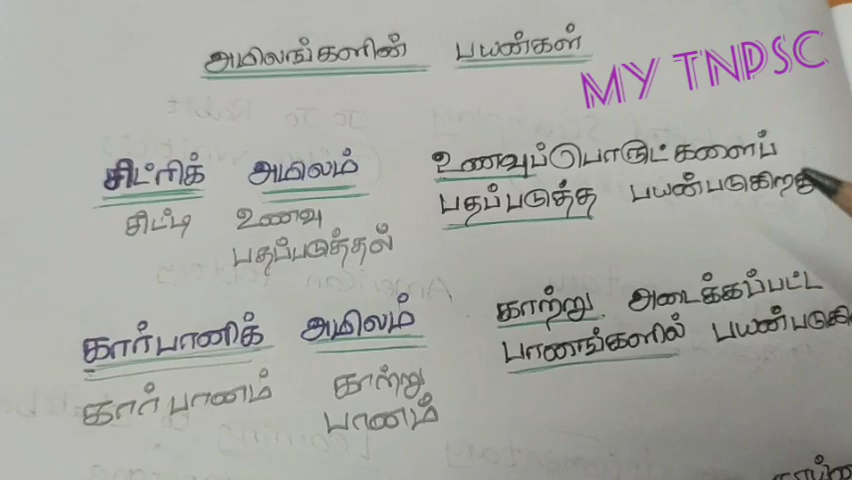 அமிலங்களின் பயன்கள்
MY TNPSC
சிட்ரிக் அமிலம் உணவுப்பொருட்களைப்
பதப்படுத்த பயன்படுகிறது
சிட்டி உணவு
பதப்படுத்தல்
கார்பானிக் அமிலம் காற்று அடைக்கப்பட்ட
பானங்களில் பயன்படுகி
கார்பானம் காற்று
பானம்